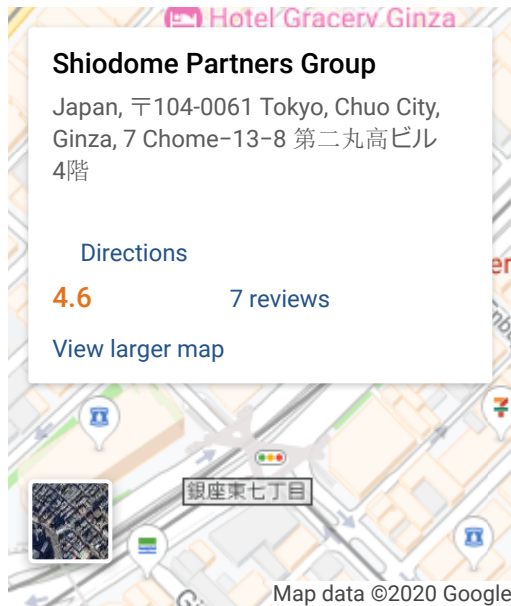 Hotel Gracery Ginza
Shiodome Partners Group
Japan, 〒104-0061 Tokyo, Chuo City,
Ginza, 7 Chome−13−8 第二丸高ビル
4階
Directions
4.6
7 reviews
View larger map
銀座東七丁目
Map data ©2020 Google